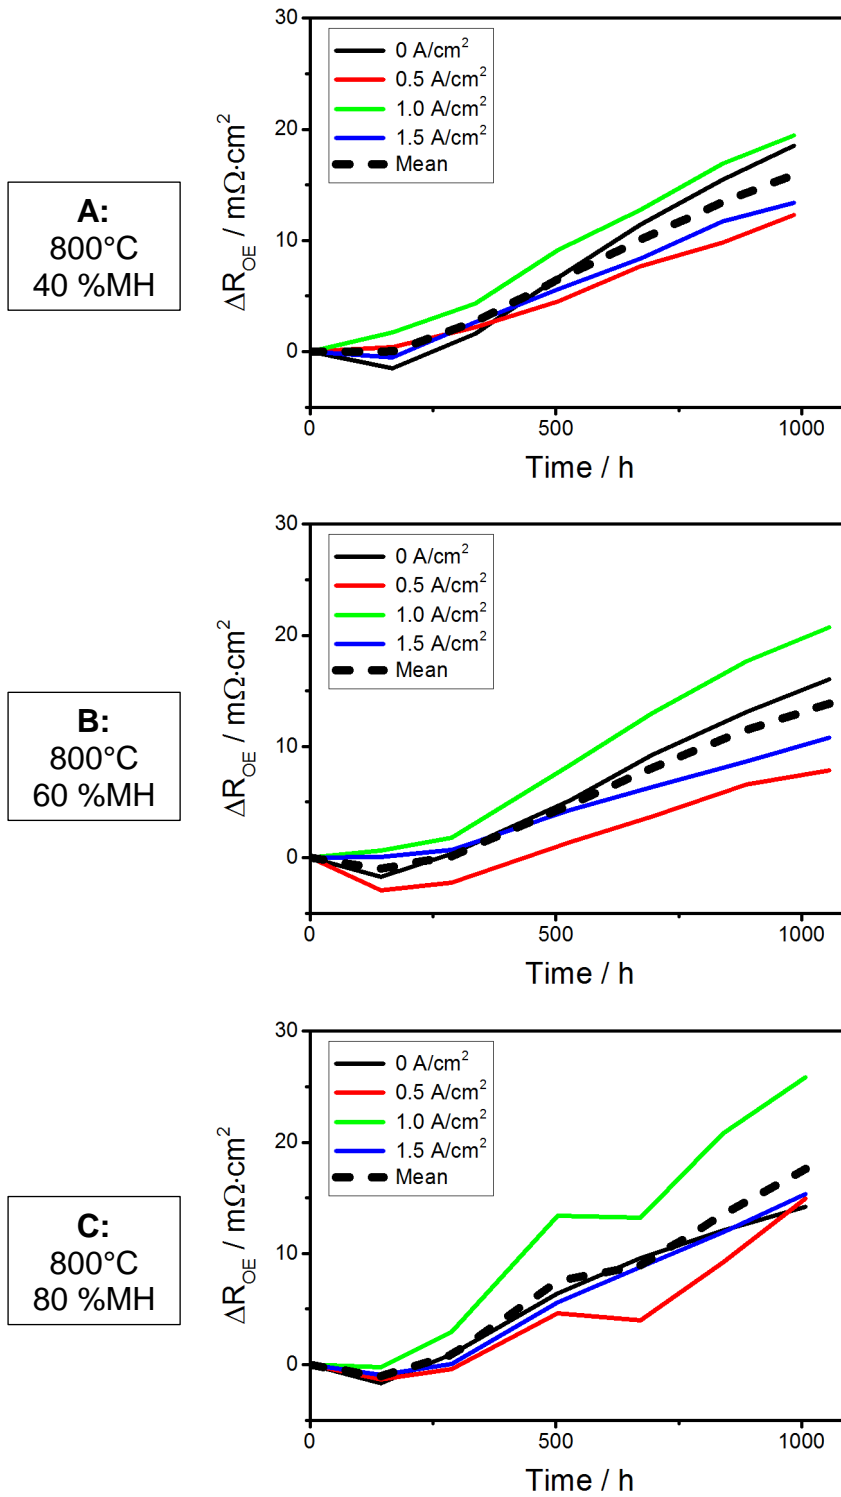 A:
800°C
40 %MH
ΔR_OE / mΩ·cm²
30
20
10
0
0 A/cm²
0.5 A/cm²
1.0 A/cm²
1.5 A/cm²
Mean
0
500
1000
Time / h
B:
800°C
60 %MH
ΔR_OE / mΩ·cm²
30
20
10
0
0 A/cm²
0.5 A/cm²
1.0 A/cm²
1.5 A/cm²
Mean
0
500
1000
Time / h
C:
800°C
80 %MH
ΔR_OE / mΩ·cm²
30
20
10
0
0 A/cm²
0.5 A/cm²
1.0 A/cm²
1.5 A/cm²
Mean
0
500
1000
Time / h